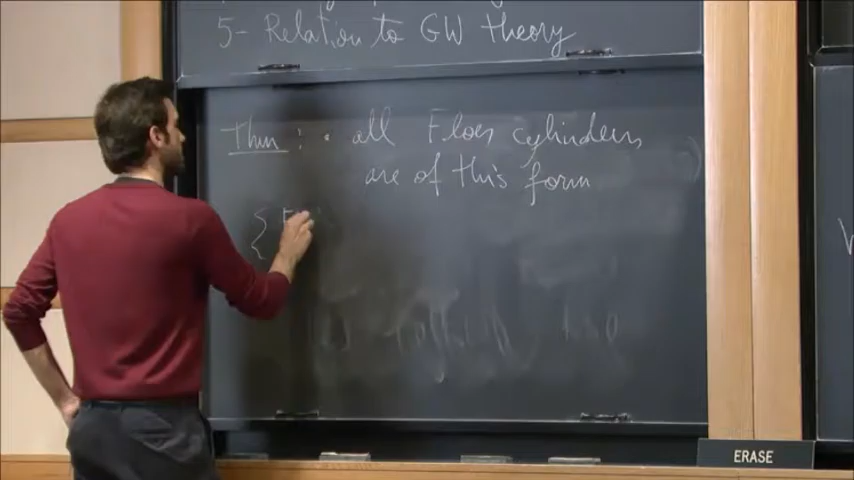 5- Relation to GW theory
Thm : • all Floer cylinders
are of this form
{
ERASE